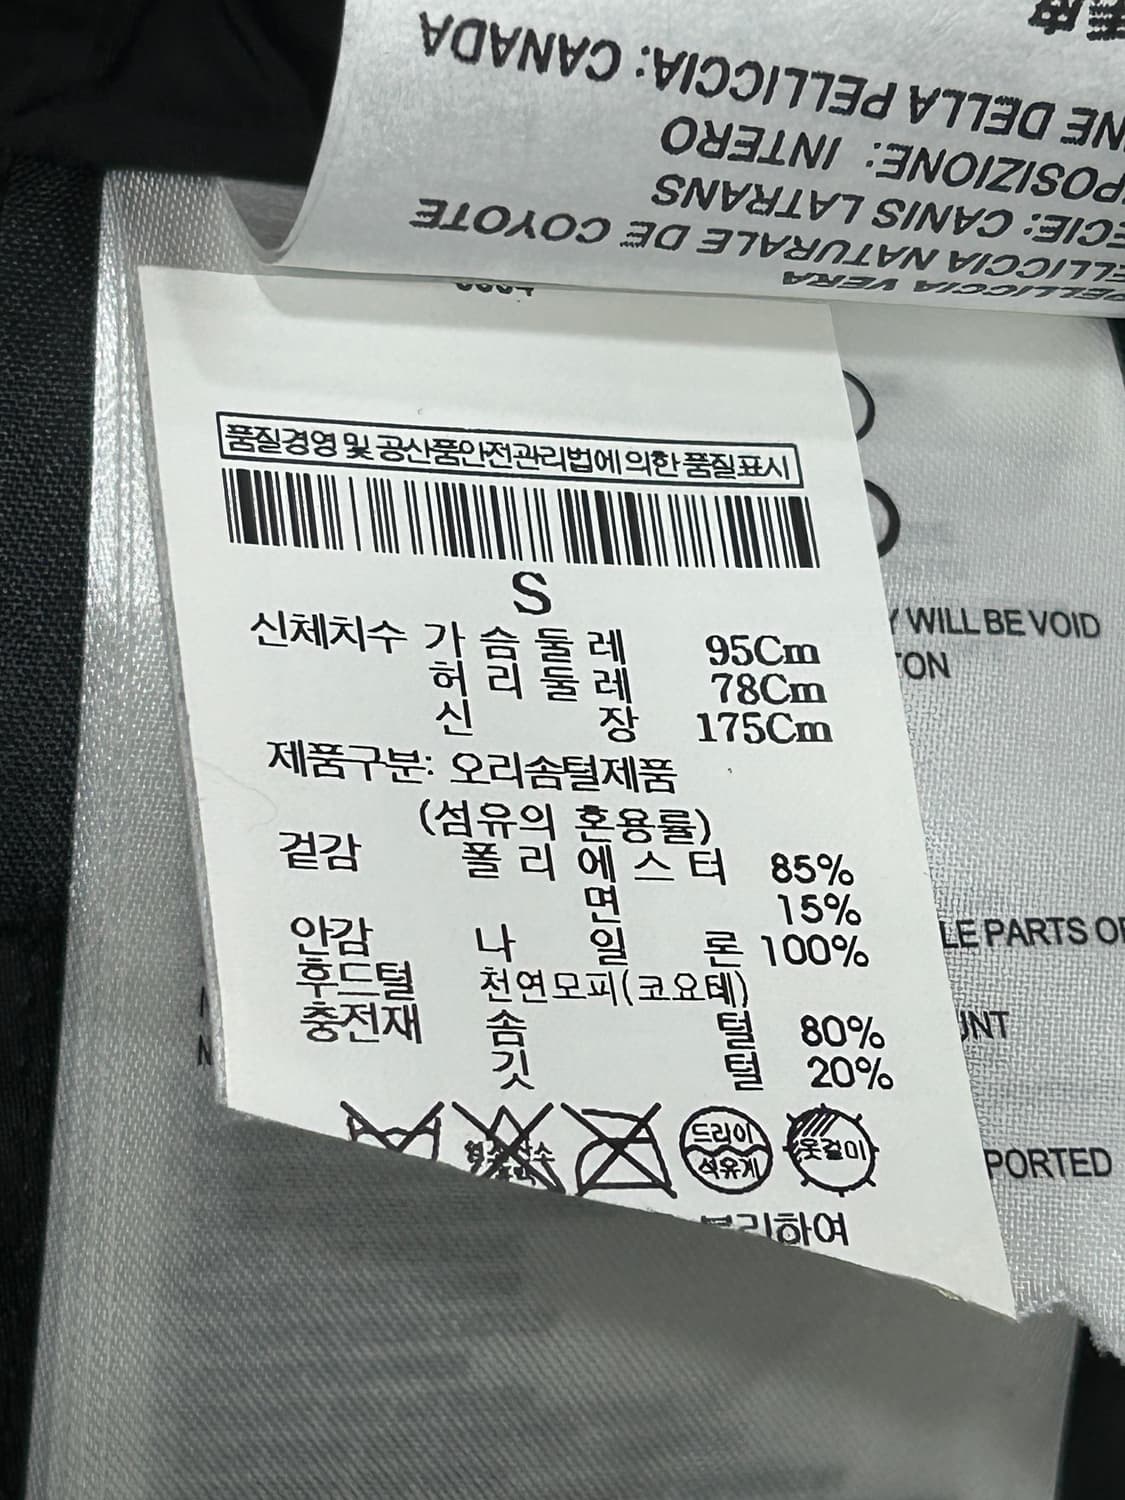 NE DELLA PELLICCIA: CANADA
POSIZIONE: INTERO
ECIE: CANIS LATRANS
ELLICCIA NATURALE DE COYOTE
PELLICCIA VERA
품질경영 및 공산품안전관리법에 의한 품질표시
S
신체치수 가슴둘레 95Cm
허리둘레 78Cm
신장 175Cm
제품구분: 오리솜털제품
(섬유의 혼용률)
겉감 폴리에스터 85%
면 15%
안감 나일론 100%
후드털 천연모피(코요테)
충전재 솜털 80%
깃털 20%
드라이
석유계
옷걸이
분리하여
WILL BE VOID
ON
LE PARTS OF
UNT
PORTED